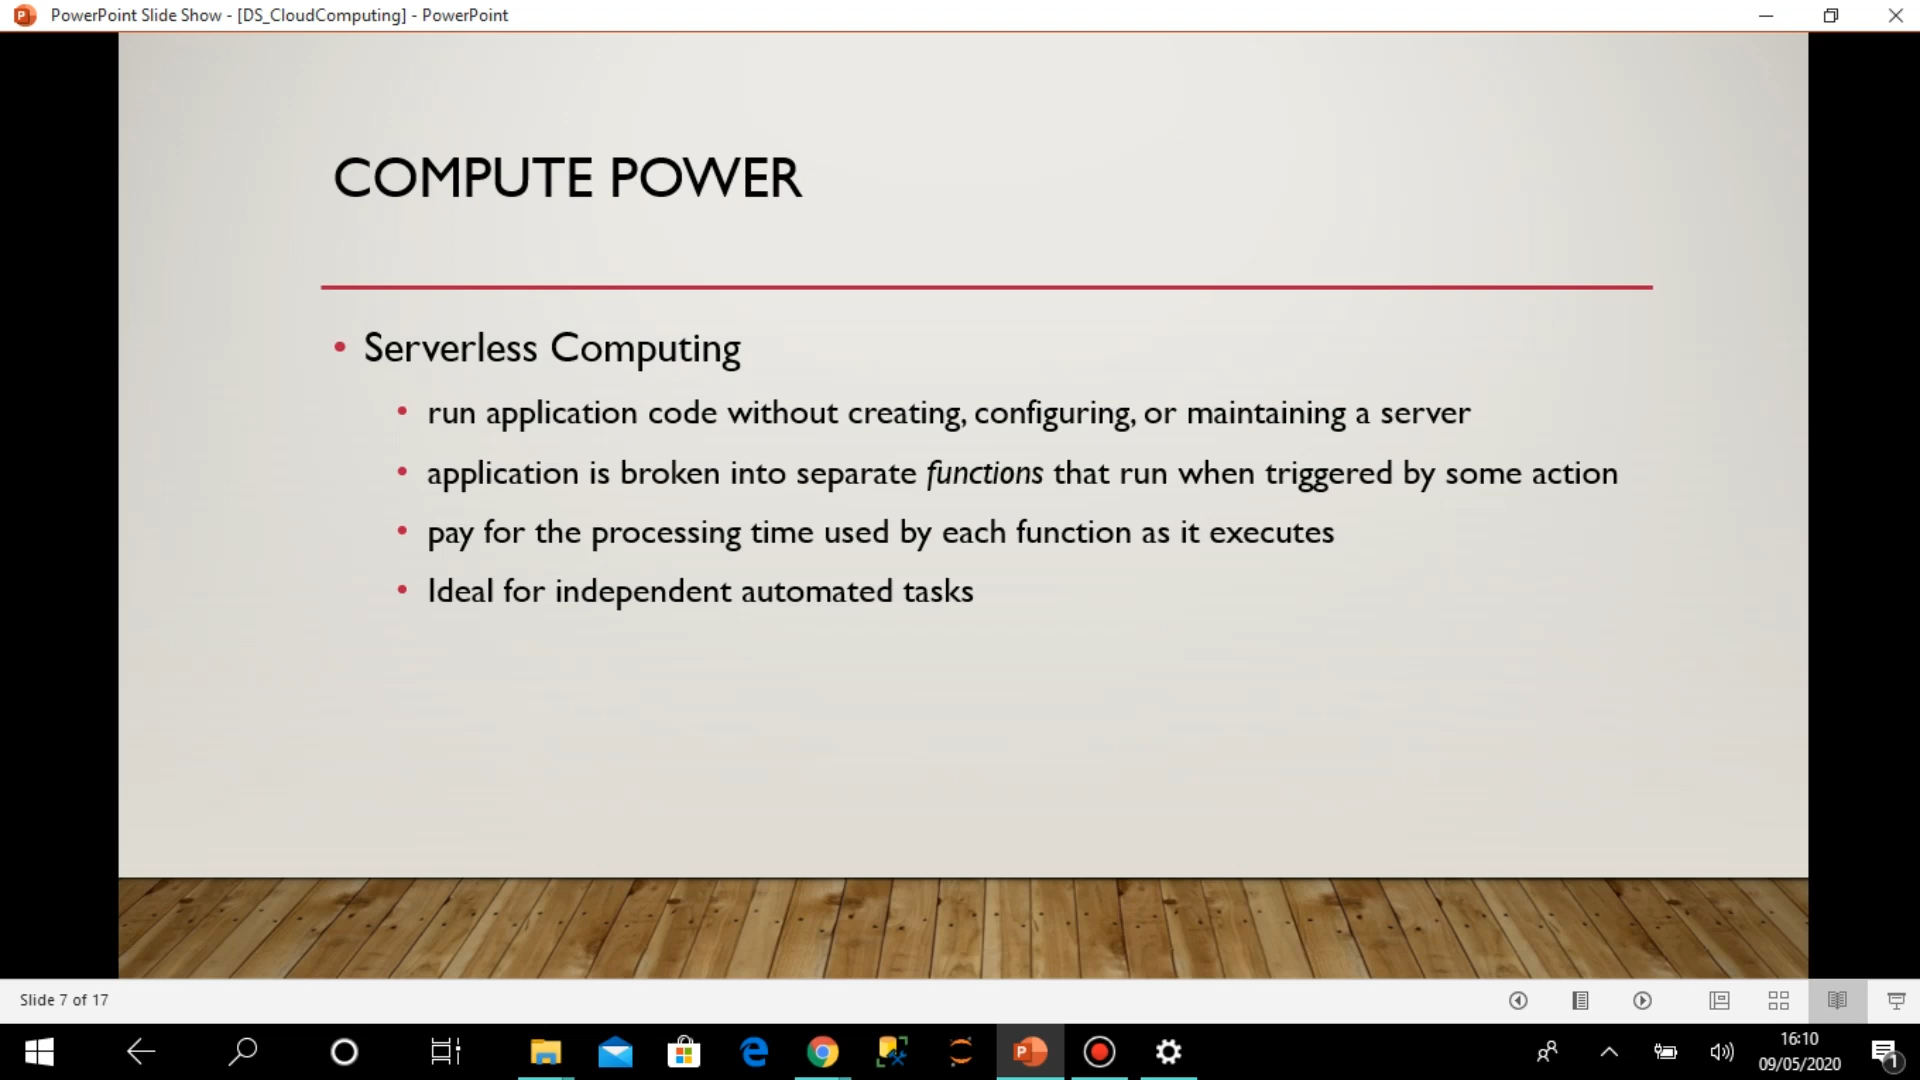 PowerPoint Slide Show - [DS_CloudComputing] - PowerPoint
COMPUTE POWER
• Serverless Computing
• run application code without creating, configuring, or maintaining a server
• application is broken into separate functions that run when triggered by some action
• pay for the processing time used by each function as it executes
• Ideal for independent automated tasks
Slide 7 of 17
16:10
09/05/2020
1